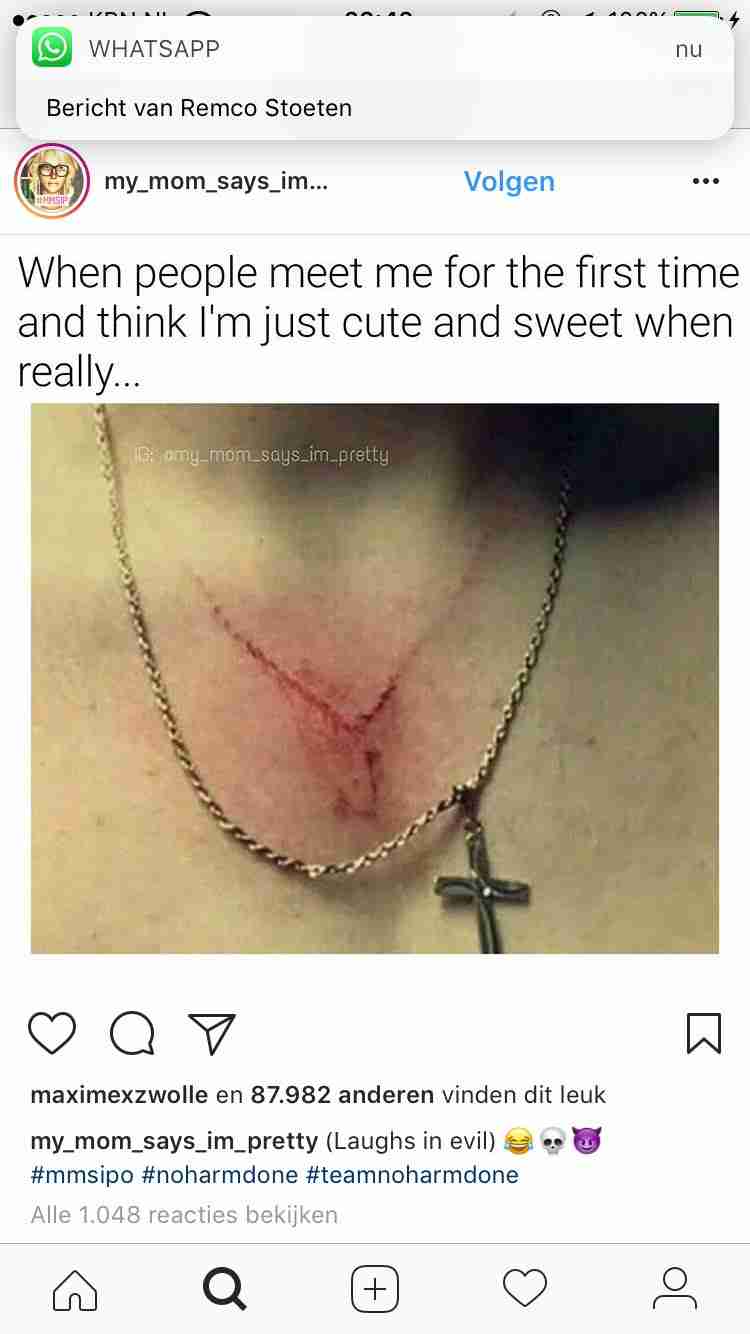 WHATSAPP
nu
Bericht van Remco Stoeten
#MMSIP
my_mom_says_im...
Volgen
When people meet me for the first time
and think I'm just cute and sweet when
really...
IG: @my_mom_says_im_pretty
maximexzwolle en 87.982 anderen vinden dit leuk
my_mom_says_im_pretty (Laughs in evil) 😂💀😈
#mmsipo #noharmdone #teamnoharmdone
Alle 1.048 reacties bekijken